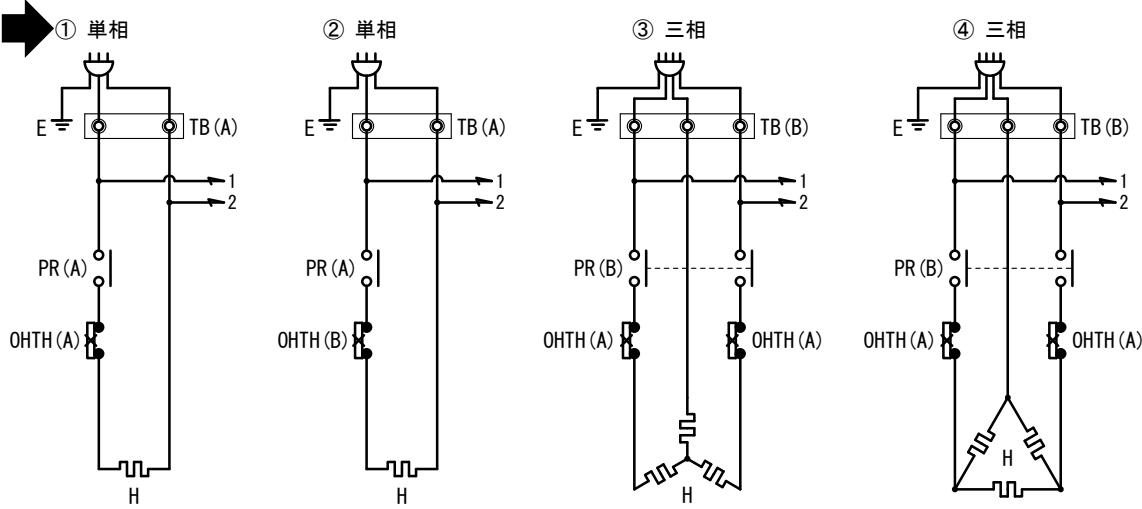 ① 単相
② 単相
③ 三相
④ 三相
E
TB(A)
E
TB(A)
E
TB(B)
E
TB(B)
1
1
1
1
2
2
2
2
PR(A)
PR(A)
PR(B)
PR(B)
OHTH(A)
OHTH(B)
OHTH(A)
OHTH(A)
OHTH(A)
OHTH(A)
H
H
H
H